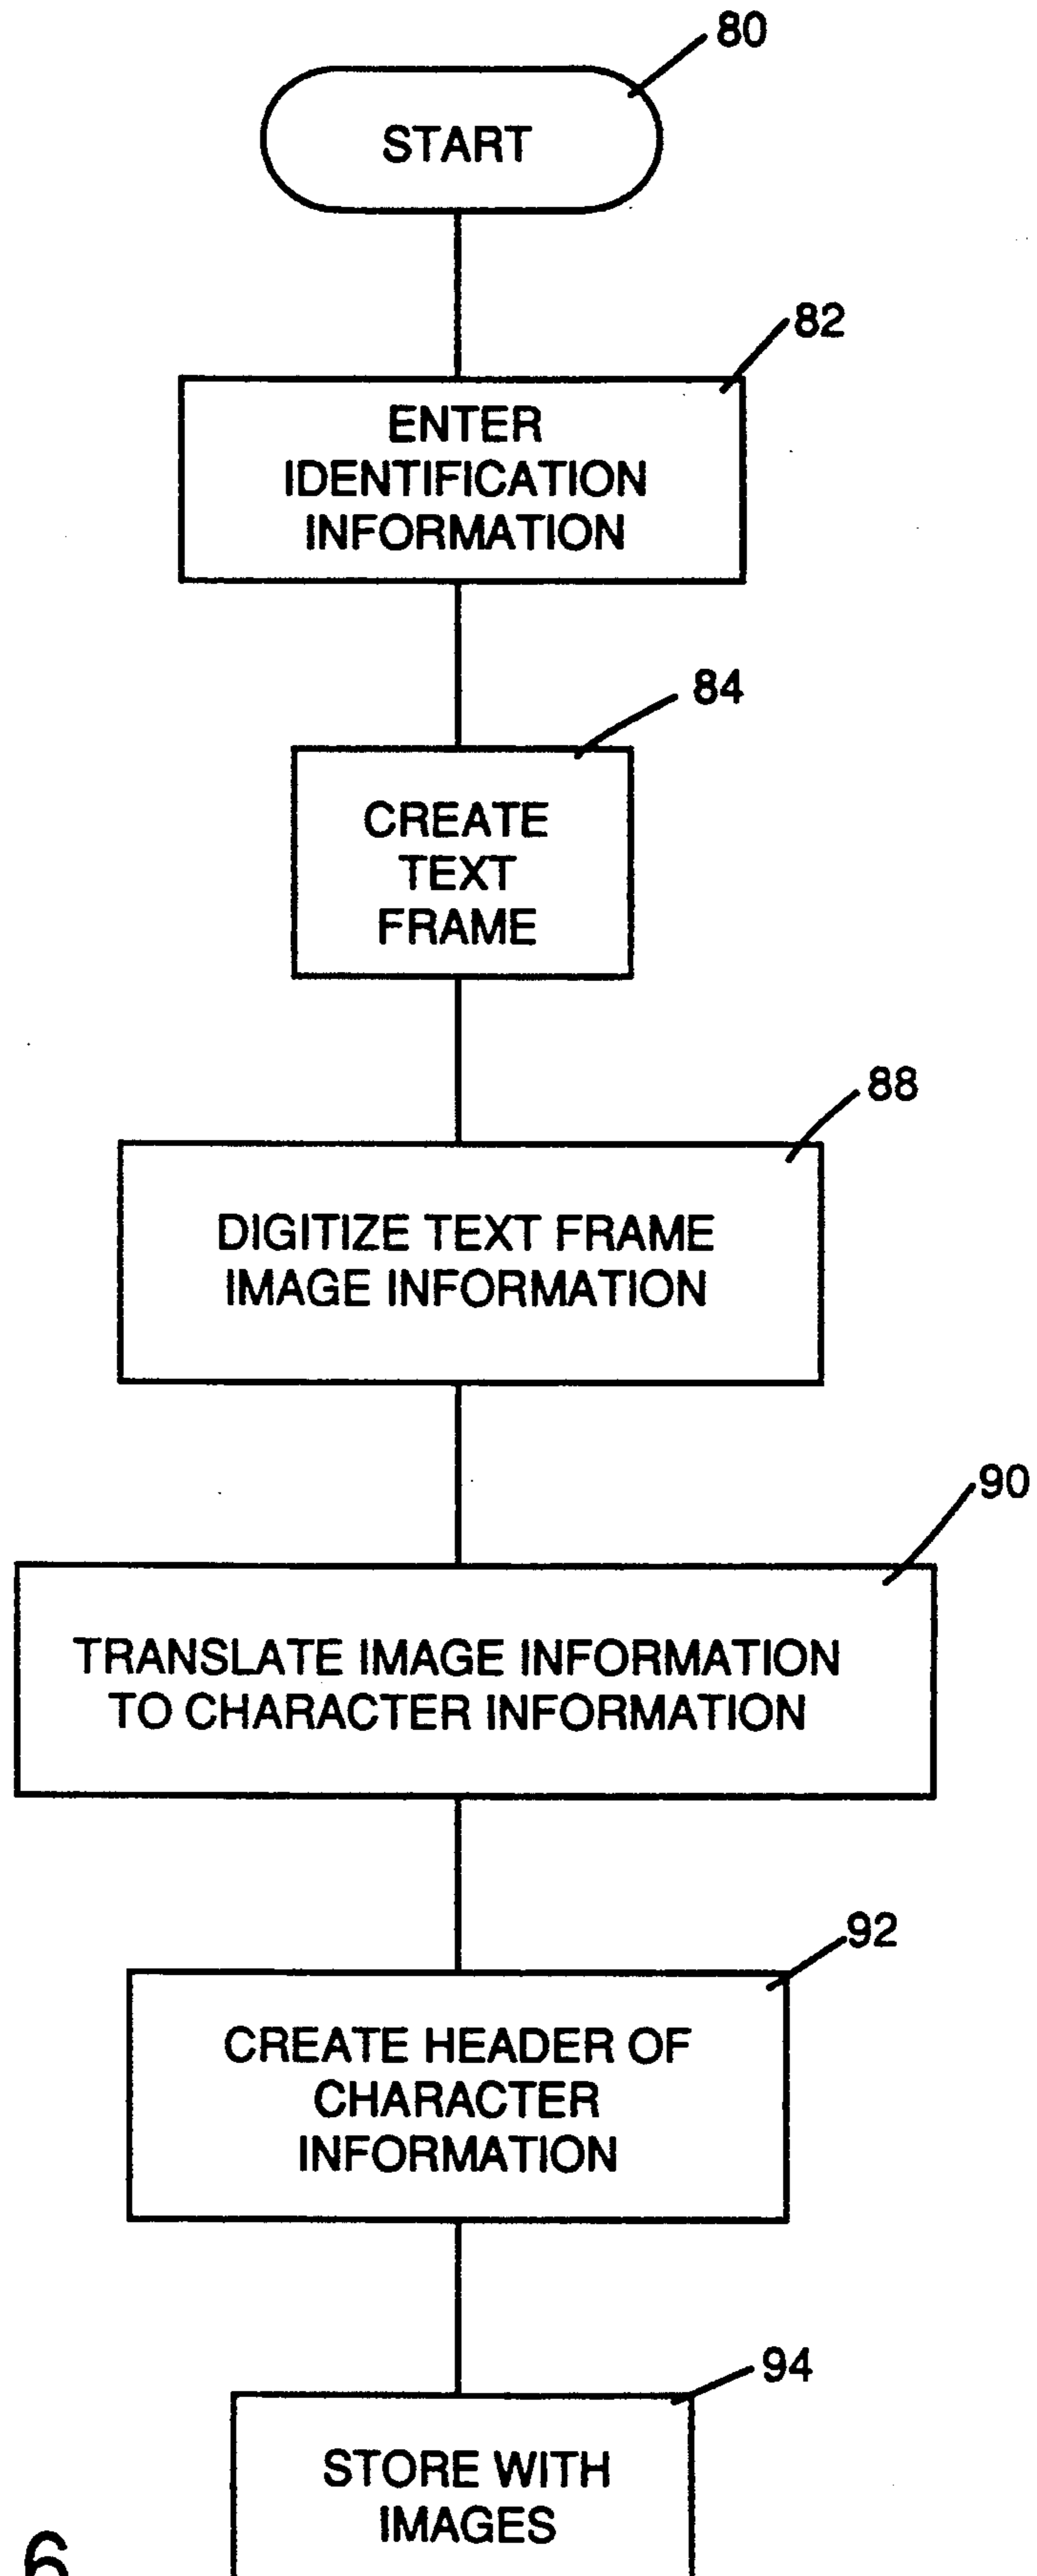 80
START
82
ENTER
IDENTIFICATION
INFORMATION
84
CREATE
TEXT
FRAME
88
DIGITIZE TEXT FRAME
IMAGE INFORMATION
90
TRANSLATE IMAGE INFORMATION
TO CHARACTER INFORMATION
92
CREATE HEADER OF
CHARACTER
INFORMATION
94
STORE WITH
IMAGES
6